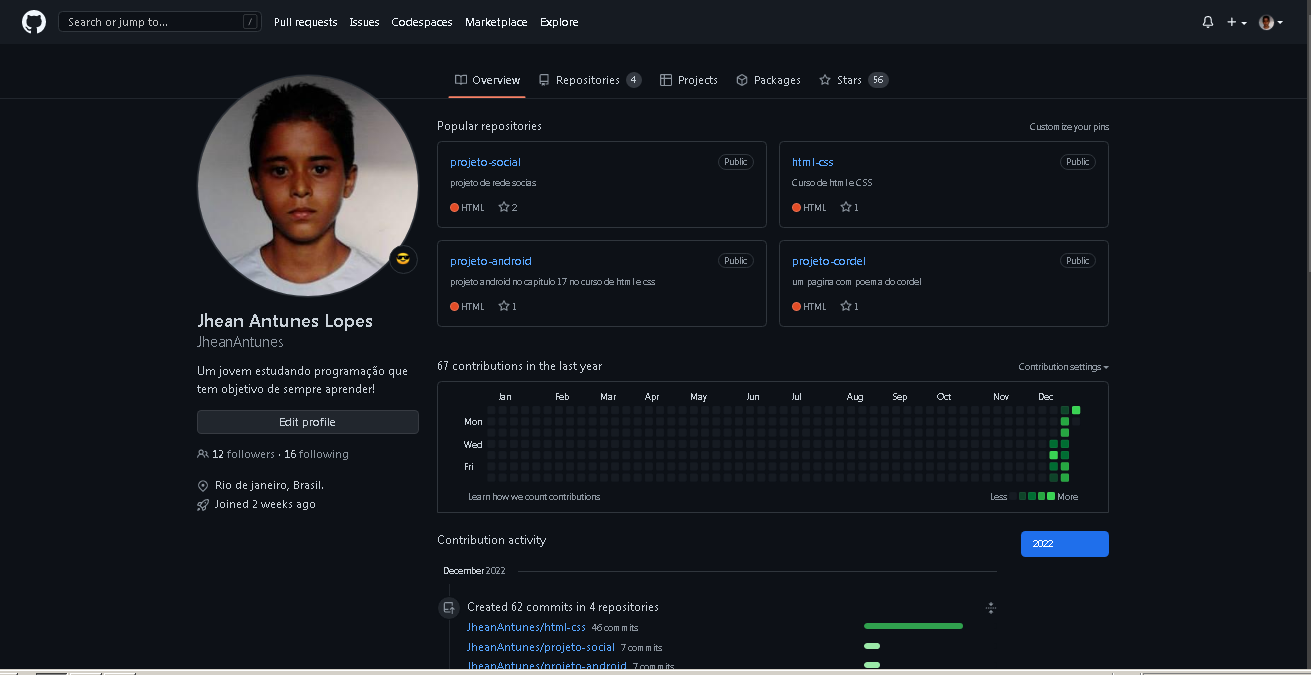 Search or jump to... /
Pull requests Issues Codespaces Marketplace Explore
Overview Repositories 4 Projects Packages Stars 56
Popular repositories
Customize your pins
projeto-social Public
projeto de rede socias
HTML 2
html-css Public
Curso de html e CSS
HTML 1
projeto-android Public
projeto android no capitulo 17 no curso de html e css
HTML 1
projeto-cordel Public
um pagina com poema do cordel
HTML 1
Jhean Antunes Lopes
JheanAntunes
Um jovem estudando programação que
tem objetivo de sempre aprender!
Edit profile
12 followers · 16 following
Rio de janeiro, Brasil.
Joined 2 weeks ago
67 contributions in the last year
Contribution settings
Jan Feb Mar Apr May Jun Jul Aug Sep Oct Nov Dec
Mon
Wed
Fri
Learn how we count contributions
Less More
Contribution activity
2022
December 2022
Created 62 commits in 4 repositories
JheanAntunes/html-css 46 commits
JheanAntunes/projeto-social 7 commits
JheanAntunes/projeto-android 7 commits